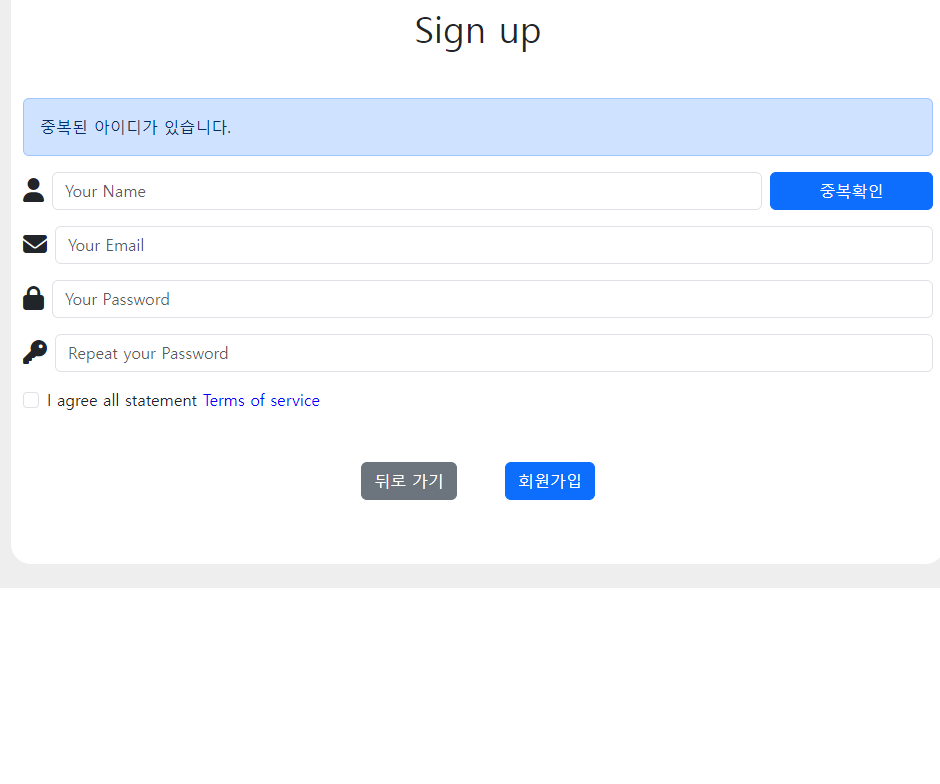 Sign up
중복된 아이디가 있습니다.
Your Name
중복확인
Your Email
Your Password
Repeat your Password
I agree all statement Terms of service
뒤로 가기
회원가입